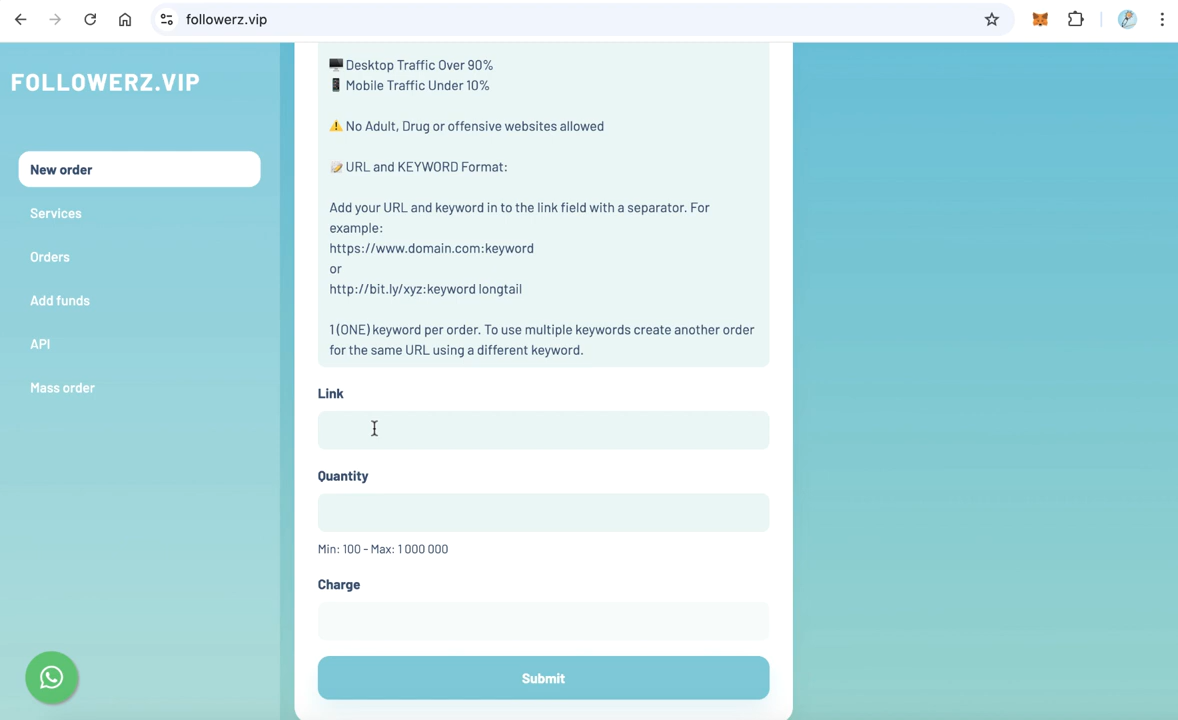 followerz.vip
FOLLOWERZ.VIP
New order
Services
Orders
Add funds
API
Mass order
Desktop Traffic Over 90%
Mobile Traffic Under 10%
No Adult, Drug or offensive websites allowed
URL and KEYWORD Format:
Add your URL and keyword in to the link field with a separator. For
example:
https://www.domain.com:keyword
or
http://bit.ly/xyz:keyword longtail
1 (ONE) keyword per order. To use multiple keywords create another order
for the same URL using a different keyword.
Link
Quantity
Min: 100 - Max: 1 000 000
Charge
Submit